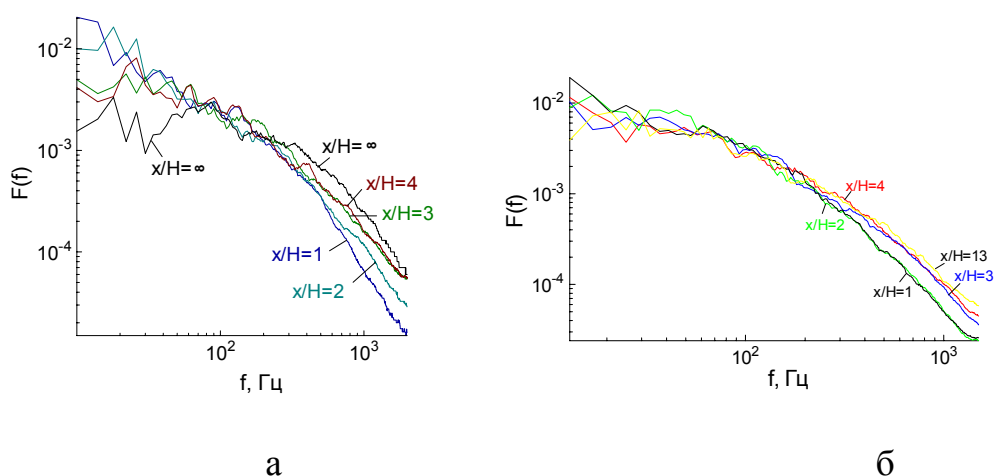 10⁻²
10⁻³
10⁻⁴
F(f)
x/H=∞
x/H=∞
x/H=4
x/H=3
x/H=1
x/H=2
10²
10³
f, Гц
а
10⁻²
10⁻³
10⁻⁴
F(f)
x/H=4
x/H=2
x/H=13
x/H=3
x/H=1
10²
10³
f, Гц
б